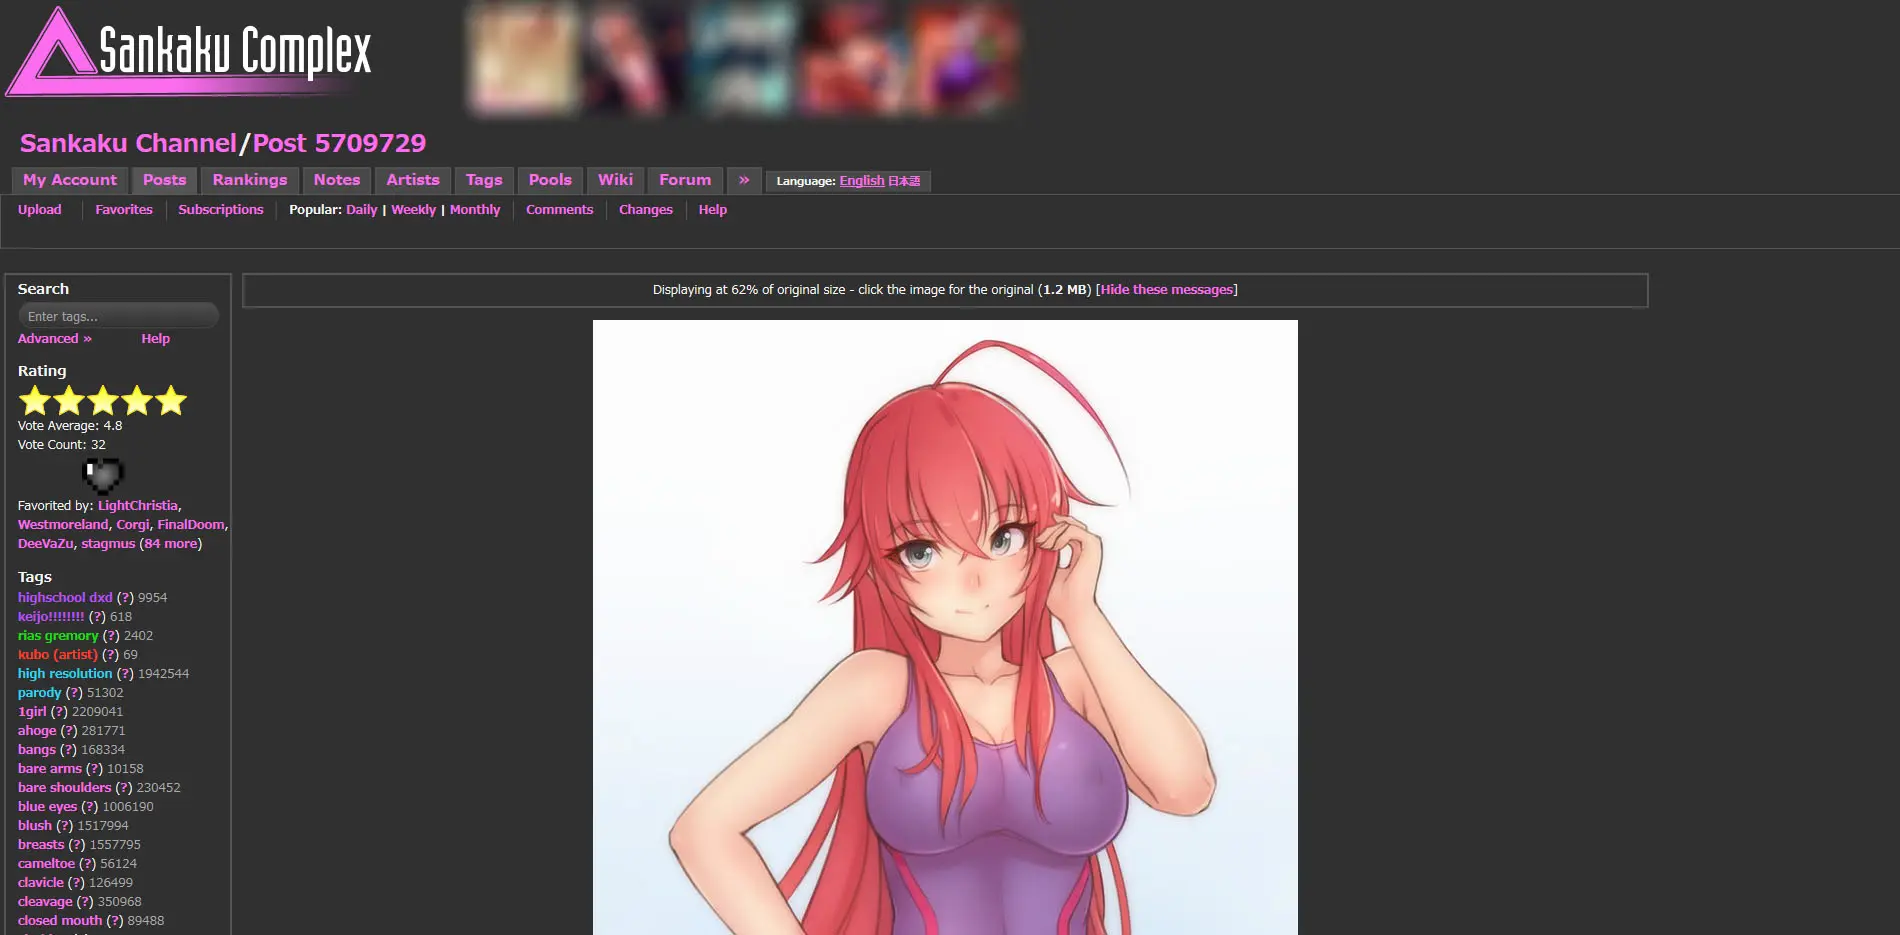 Sankaku Complex
Sankaku Channel/Post 5709729
My Account Posts Rankings Notes Artists Tags Pools Wiki Forum » Language: English 日本語
Upload Favorites Subscriptions Popular: Daily | Weekly | Monthly Comments Changes Help
Search
Enter tags...
Advanced » Help
Displaying at 62% of original size - click the image for the original (1.2 MB) [Hide these messages]
Rating
Vote Average: 4.8
Vote Count: 32
Favorited by: LightChristia,
Westmoreland, Corgi, FinalDoom,
DeeVaZu, stagmus (84 more)
Tags
highschool dxd (?) 9954
keijo!!!!!!!! (?) 618
rias gremory (?) 2402
kubo (artist) (?) 69
high resolution (?) 1942544
parody (?) 51302
1girl (?) 2209041
ahoge (?) 281771
bangs (?) 168334
bare arms (?) 10158
bare shoulders (?) 230452
blue eyes (?) 1006190
blush (?) 1517994
breasts (?) 1557795
cameltoe (?) 56124
clavicle (?) 126499
cleavage (?) 350968
closed mouth (?) 89488